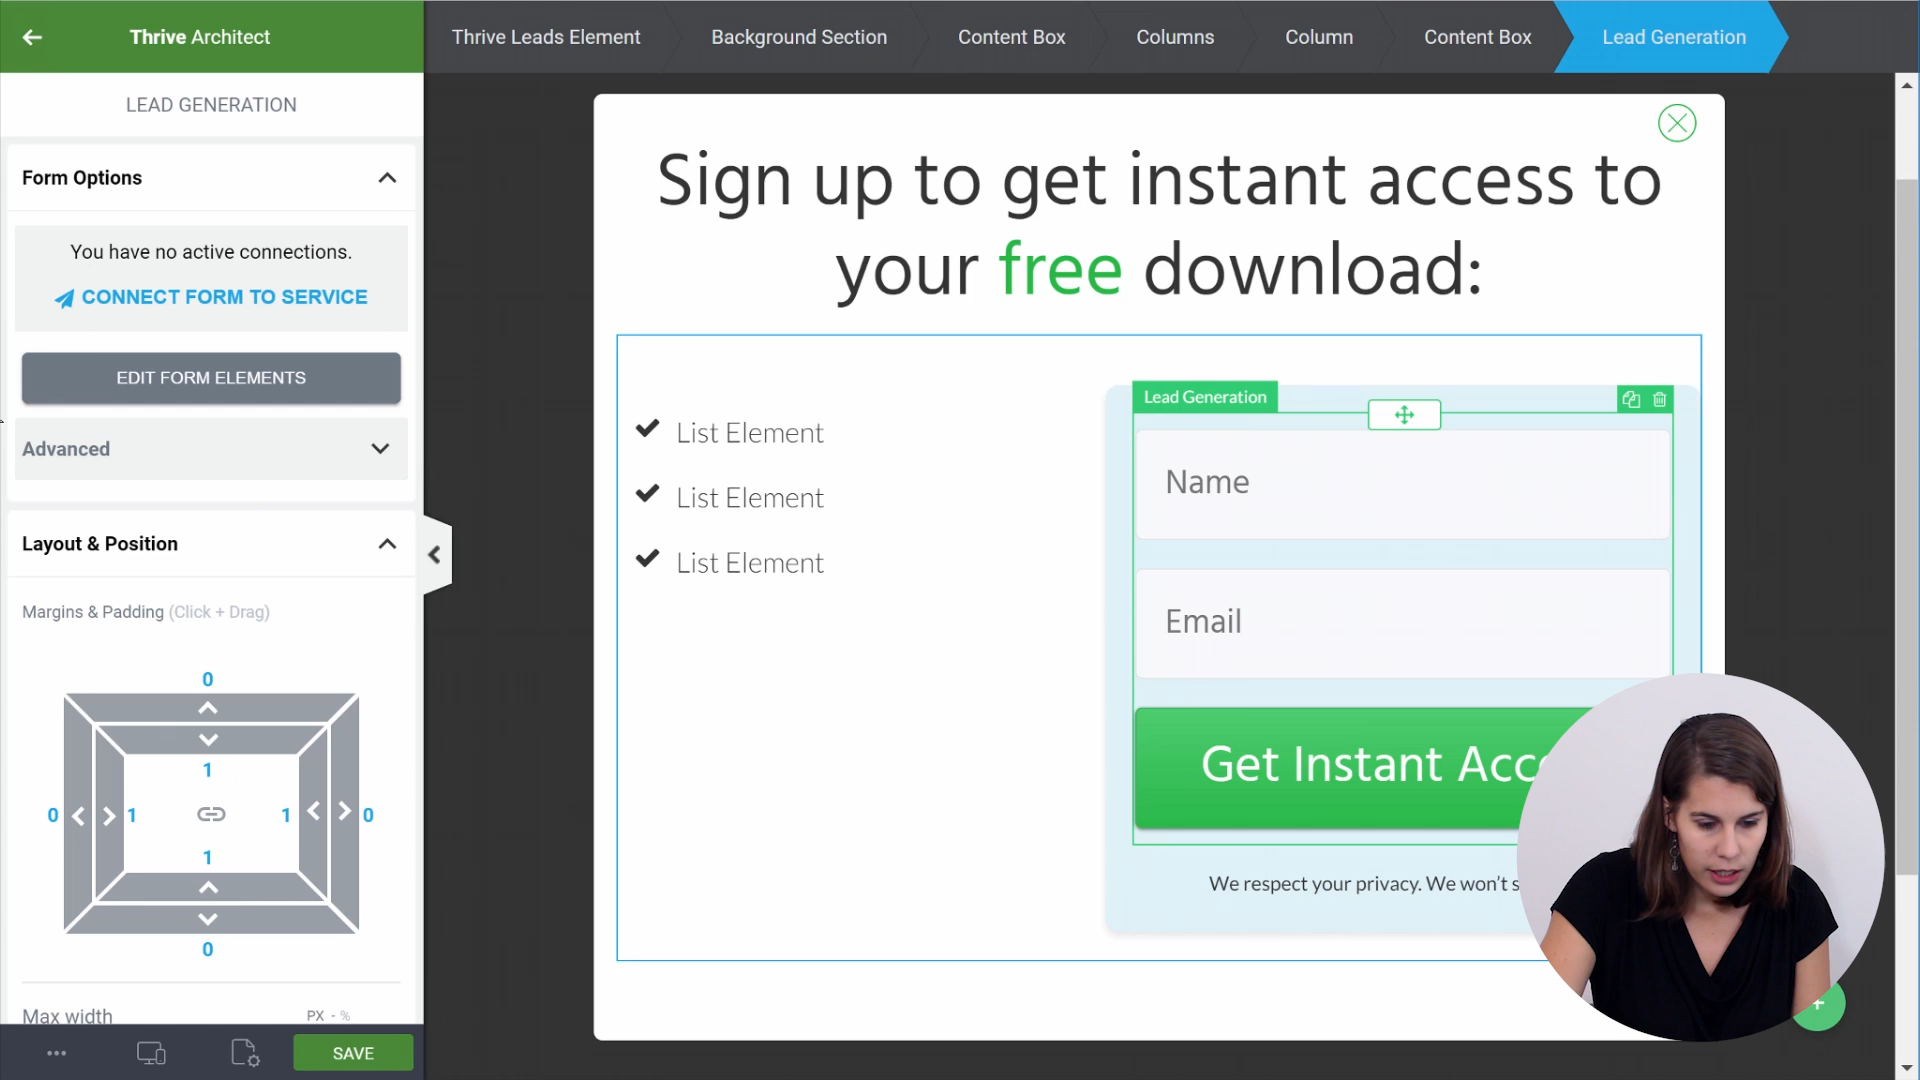 Thrive Architect
Thrive Leads Element
Background Section
Content Box
Columns
Column
Content Box
Lead Generation
LEAD GENERATION
Form Options
You have no active connections.
CONNECT FORM TO SERVICE
EDIT FORM ELEMENTS
Advanced
Layout & Position
Margins & Padding (Click + Drag)
0
1
0
1
1
0
1
0
Max width
PX - %
SAVE
Sign up to get instant access to
your free download:
List Element
List Element
List Element
Lead Generation
Name
Email
Get Instant Acc
We respect your privacy. We won't s